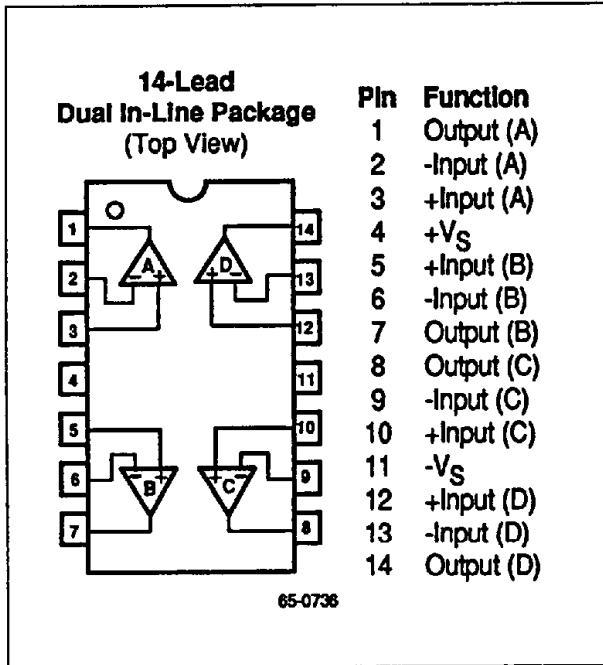 14-Lead
Dual In-Line Package
(Top View)
1
2
3
4
5
6
7
14
13
12
11
10
9
8
A
- +
D
+ -
B
- +
C
+ -
65-0736
Pin Function
1 Output (A)
2 -Input (A)
3 +Input (A)
4 +VS
5 +Input (B)
6 -Input (B)
7 Output (B)
8 Output (C)
9 -Input (C)
10 +Input (C)
11 -VS
12 +Input (D)
13 -Input (D)
14 Output (D)